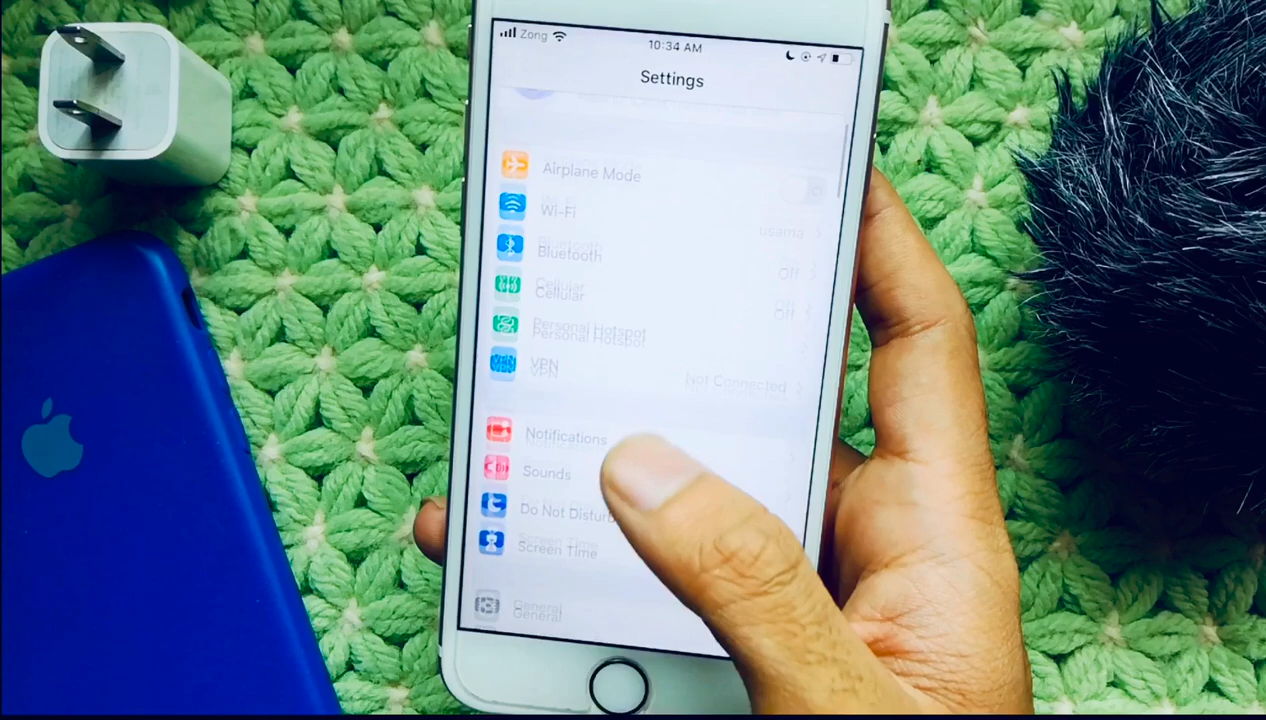 Zong 10:34 AM
Settings
Airplane Mode
Wi-Fi usama
Bluetooth Off
Cellular Off
Personal Hotspot
VPN Not Connected
Notifications
Sounds
Do Not Disturb
Screen Time
General